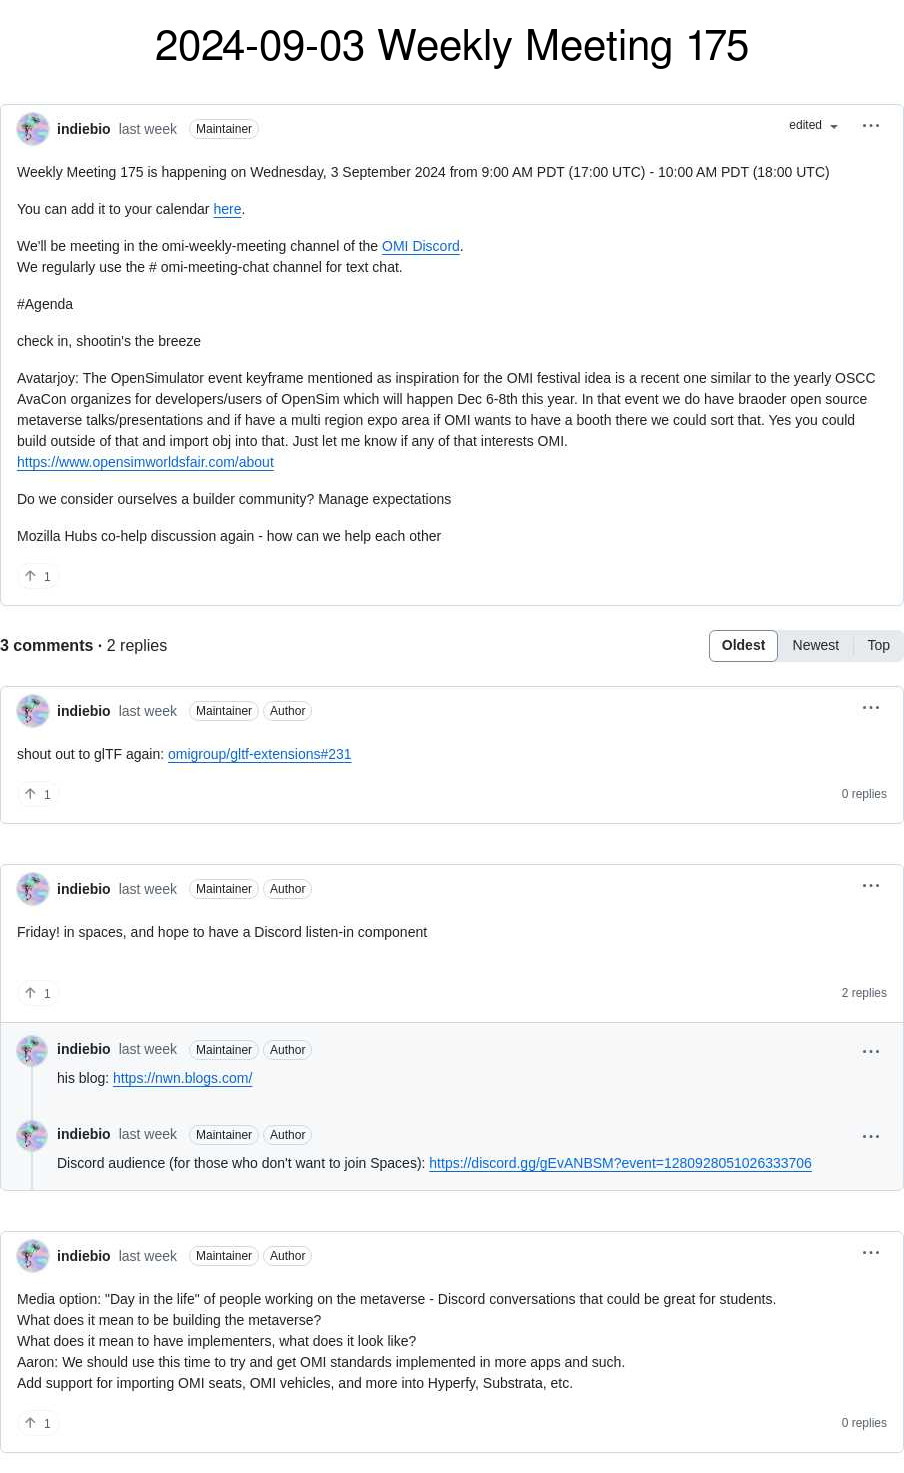 2024-09-03 Weekly Meeting 175
indiebio last week Maintainer edited
Weekly Meeting 175 is happening on Wednesday, 3 September 2024 from 9:00 AM PDT (17:00 UTC) - 10:00 AM PDT (18:00 UTC)
You can add it to your calendar here.
We'll be meeting in the omi-weekly-meeting channel of the OMI Discord.
We regularly use the # omi-meeting-chat channel for text chat.
#Agenda
check in, shootin's the breeze
Avatarjoy: The OpenSimulator event keyframe mentioned as inspiration for the OMI festival idea is a recent one similar to the yearly OSCC
AvaCon organizes for developers/users of OpenSim which will happen Dec 6-8th this year. In that event we do have braoder open source
metaverse talks/presentations and if have a multi region expo area if OMI wants to have a booth there we could sort that. Yes you could
build outside of that and import obj into that. Just let me know if any of that interests OMI.
https://www.opensimworldsfair.com/about
Do we consider ourselves a builder community? Manage expectations
Mozilla Hubs co-help discussion again - how can we help each other
1
3 comments · 2 replies
Oldest Newest Top
indiebio last week Maintainer Author
shout out to glTF again: omigroup/gltf-extensions#231
1 0 replies
indiebio last week Maintainer Author
Friday! in spaces, and hope to have a Discord listen-in component
1 2 replies
indiebio last week Maintainer Author
his blog: https://nwn.blogs.com/
indiebio last week Maintainer Author
Discord audience (for those who don't want to join Spaces): https://discord.gg/gEvANBSM?event=1280928051026333706
indiebio last week Maintainer Author
Media option: "Day in the life" of people working on the metaverse - Discord conversations that could be great for students.
What does it mean to be building the metaverse?
What does it mean to have implementers, what does it look like?
Aaron: We should use this time to try and get OMI standards implemented in more apps and such.
Add support for importing OMI seats, OMI vehicles, and more into Hyperfy, Substrata, etc.
1 0 replies